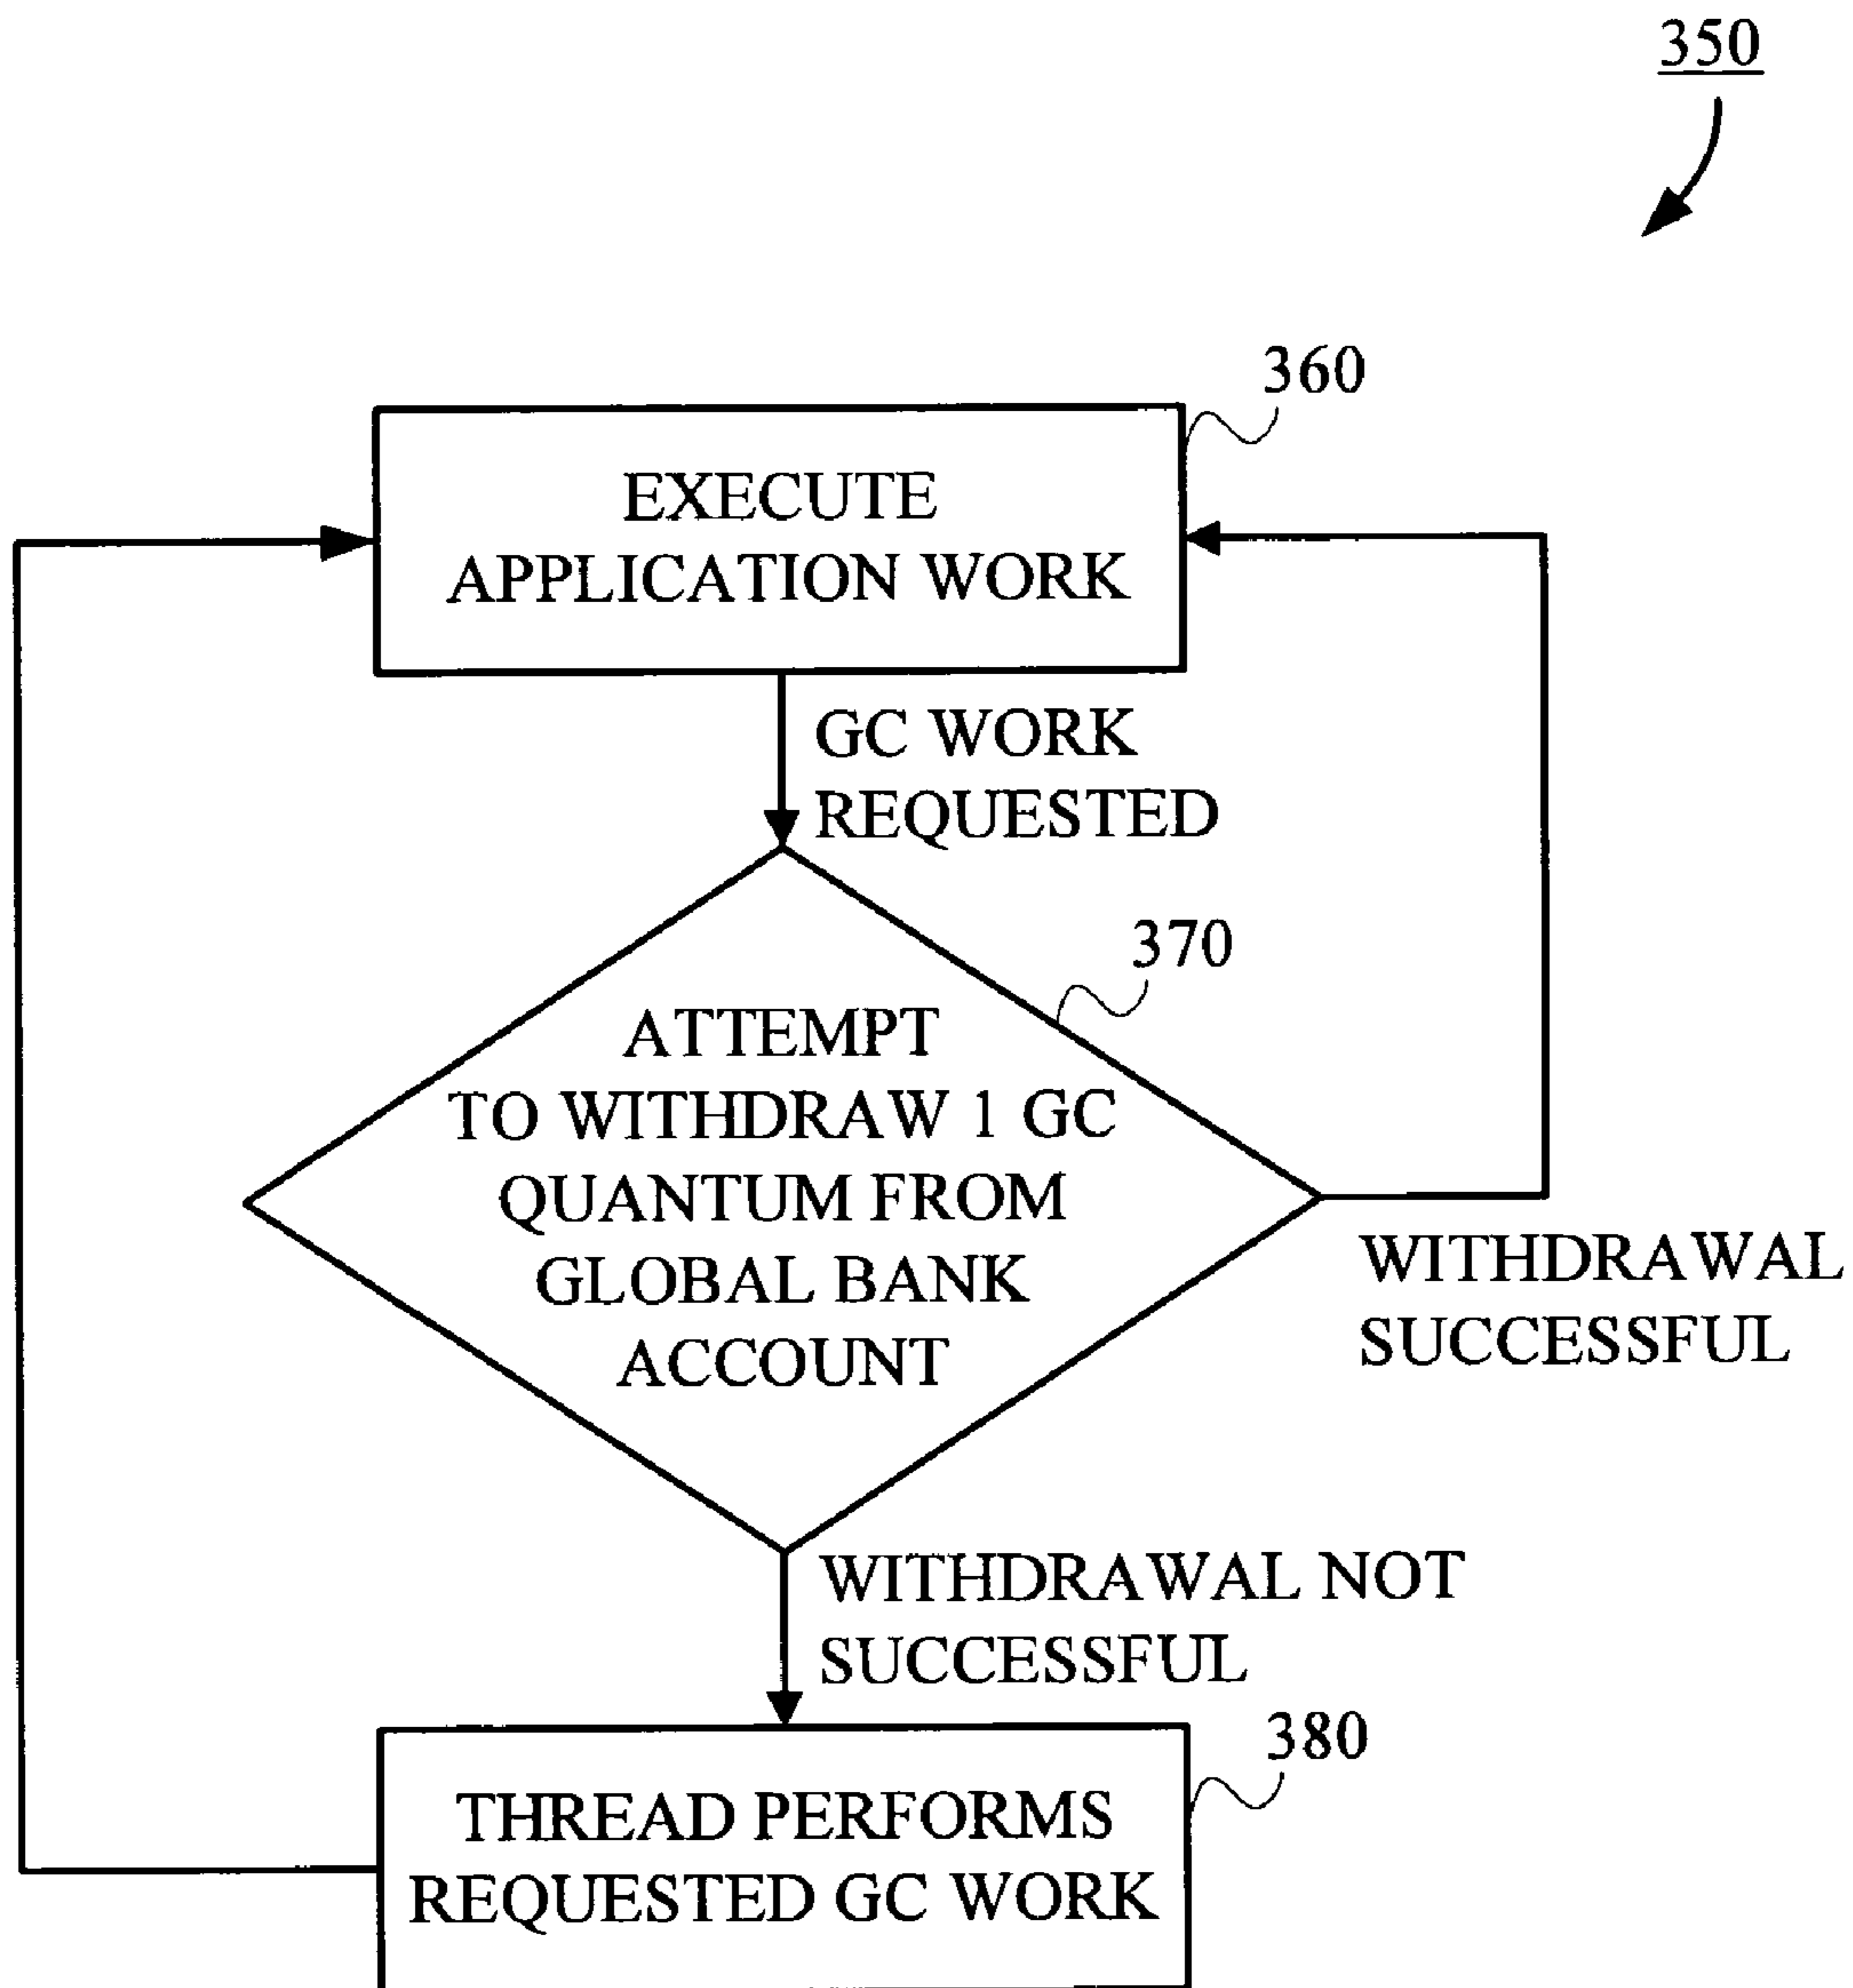 350
360
EXECUTE
APPLICATION WORK
GC WORK
REQUESTED
370
ATTEMPT
TO WITHDRAW 1 GC
QUANTUM FROM
GLOBAL BANK
ACCOUNT
WITHDRAWAL
SUCCESSFUL
WITHDRAWAL NOT
SUCCESSFUL
380
THREAD PERFORMS
REQUESTED GC WORK